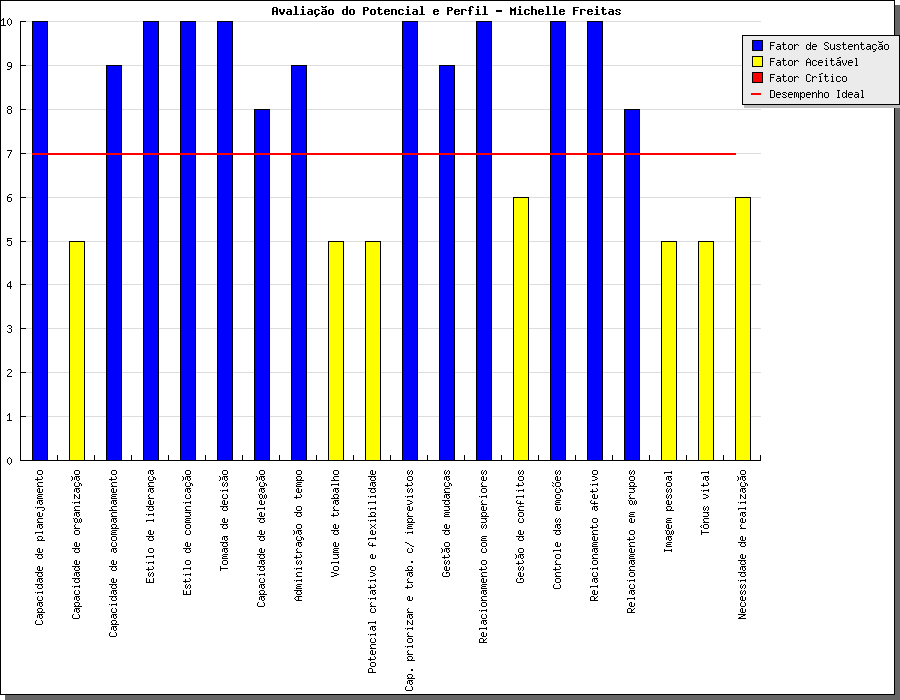 Avaliação do Potencial e Perfil - Michelle Freitas
Fator de Sustentação
Fator Aceitável
Fator Crítico
Desempenho Ideal
10
9
8
7
6
5
4
3
2
1
0
Capacidade de planejamento
Capacidade de organização
Capacidade de acompanhamento
Estilo de liderança
Estilo de comunicação
Tomada de decisão
Capacidade de delegação
Administração do tempo
Volume de trabalho
Potencial criativo e flexibilidade
Cap. priorizar e trab. c/ imprevistos
Gestão de mudanças
Relacionamento com superiores
Gestão de conflitos
Controle das emoções
Relacionamento afetivo
Relacionamento em grupos
Imagem pessoal
Tônus vital
Necessidade de realização